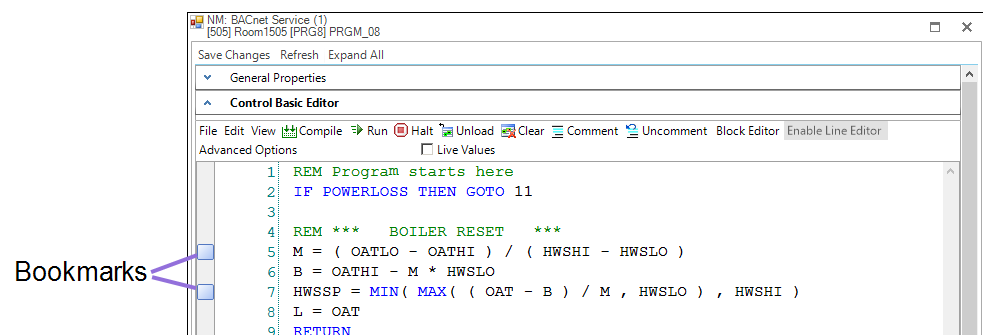 NM: BACnet Service (1)
[505] Room1505 [PRG8] PRGM_08
Save Changes Refresh Expand All
General Properties
Control Basic Editor
File Edit View Compile Run Halt Unload Clear Comment Uncomment Block Editor Enable Line Editor
Advanced Options Live Values
1 REM Program starts here
2 IF POWERLOSS THEN GOTO 11
3
4 REM *** BOILER RESET ***
5 M = ( OATLO - OATHI ) / ( HWSHI - HWSLO )
6 B = OATHI - M * HWSLO
7 HWSSP = MIN( MAX( ( OAT - B ) / M , HWSLO ) , HWSHI )
8 L = OAT
9 RETURN
Bookmarks